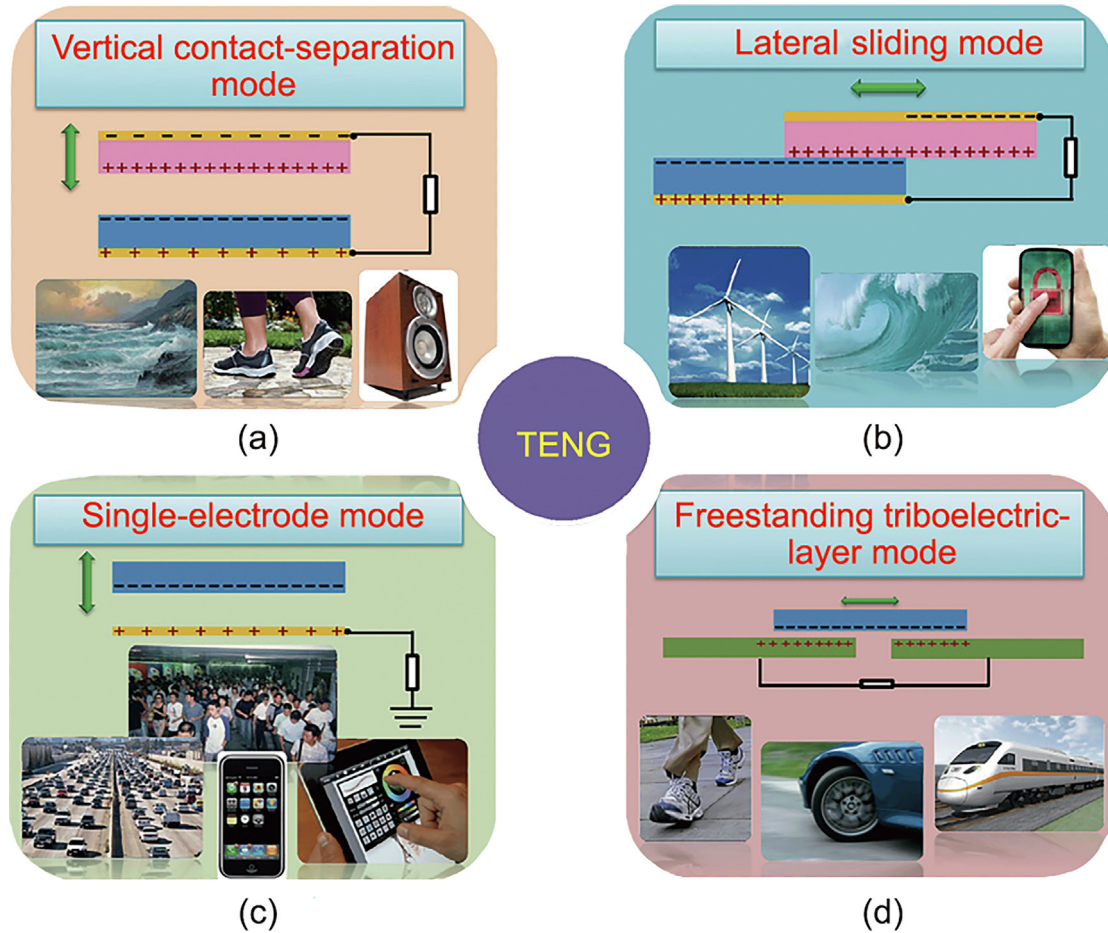 Vertical contact-separation
mode
Lateral sliding mode
(a)
(b)
TENG
Single-electrode mode
Freestanding triboelectric-
layer mode
(c)
(d)